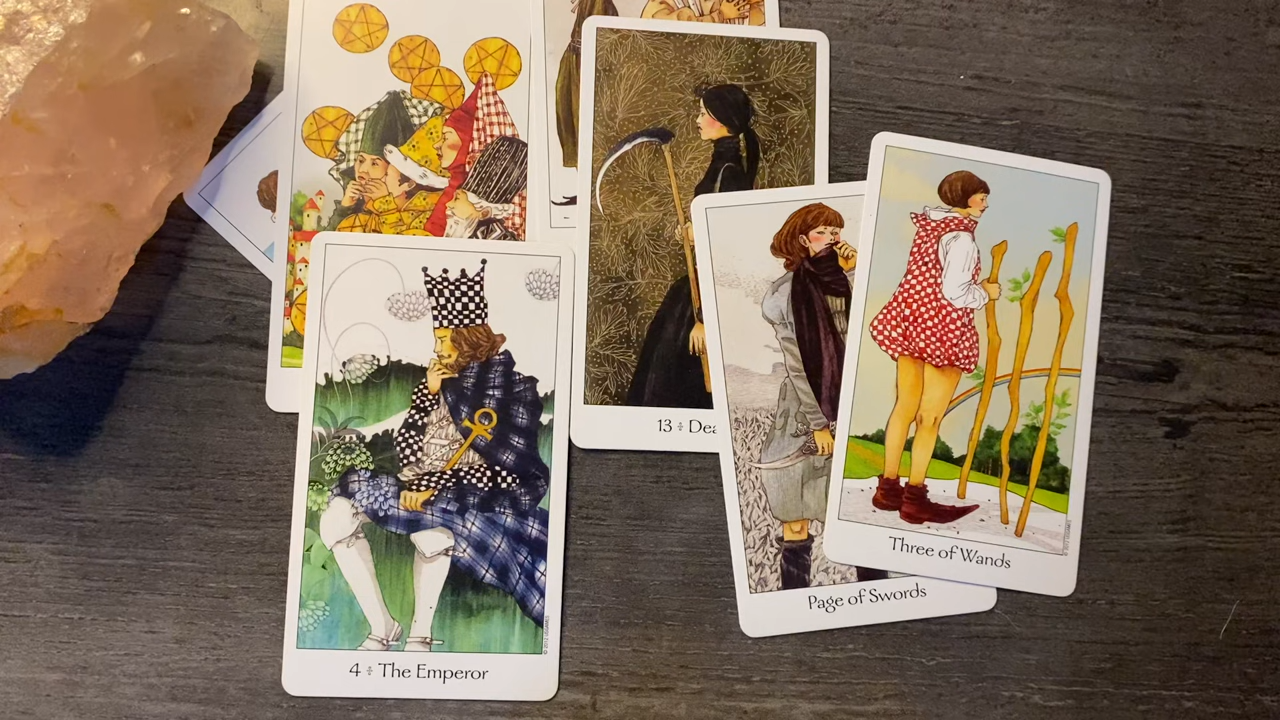 13 ⸭ Dea
Three of Wands
Page of Swords
4 ⸭ The Emperor